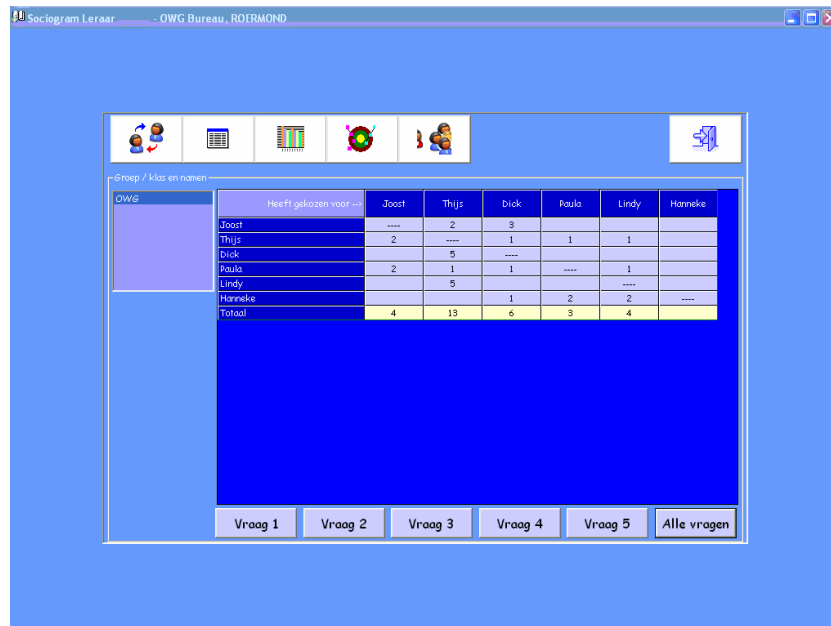 Sociogram Leraar - OWG Bureau, ROERMOND
Groep / klas en namen
OWG
Heeft gekozen voor --> Joost Thijs Dick Paula Lindy Hanneke
Joost ---- 2 3
Thijs 2 ---- 1 1 1
Dick 5 ----
Paula 2 1 1 ---- 1
Lindy 5 ----
Hanneke 1 2 2 ----
Totaal 4 13 6 3 4
Vraag 1 Vraag 2 Vraag 3 Vraag 4 Vraag 5 Alle vragen